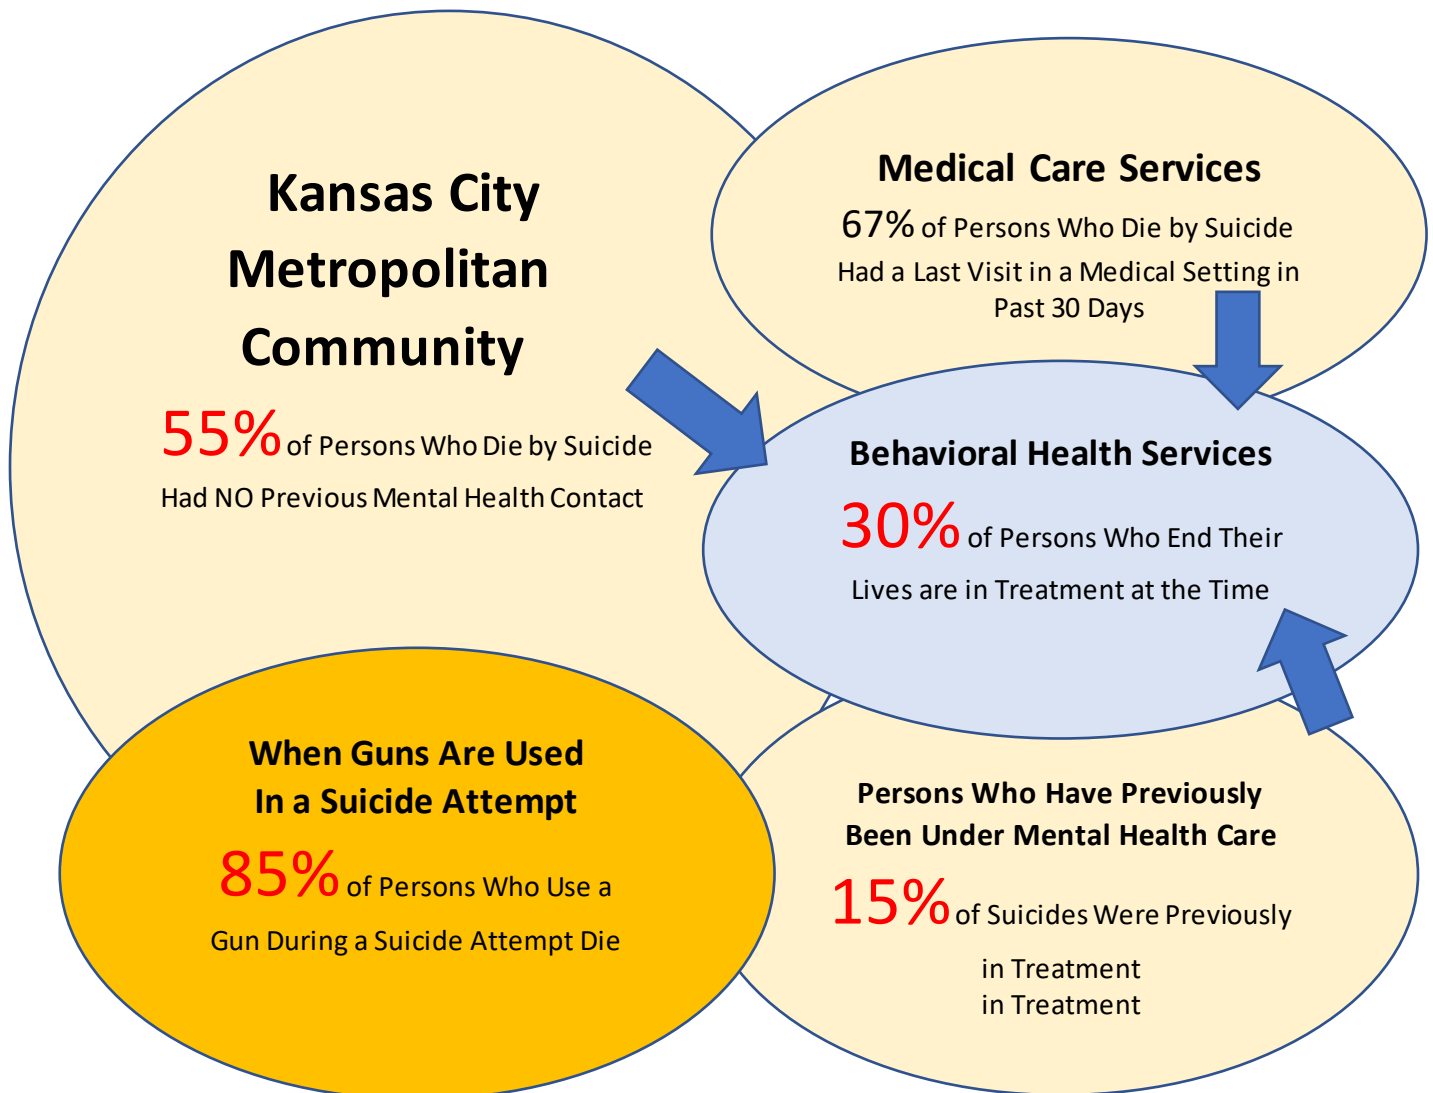 Kansas City
Metropolitan
Community
55% of Persons Who Die by Suicide
Had NO Previous Mental Health Contact
Medical Care Services
67% of Persons Who Die by Suicide
Had a Last Visit in a Medical Setting in
Past 30 Days
Behavioral Health Services
30% of Persons Who End Their
Lives are in Treatment at the Time
When Guns Are Used
In a Suicide Attempt
85% of Persons Who Use a
Gun During a Suicide Attempt Die
Persons Who Have Previously
Been Under Mental Health Care
15% of Suicides Were Previously
in Treatment
in Treatment